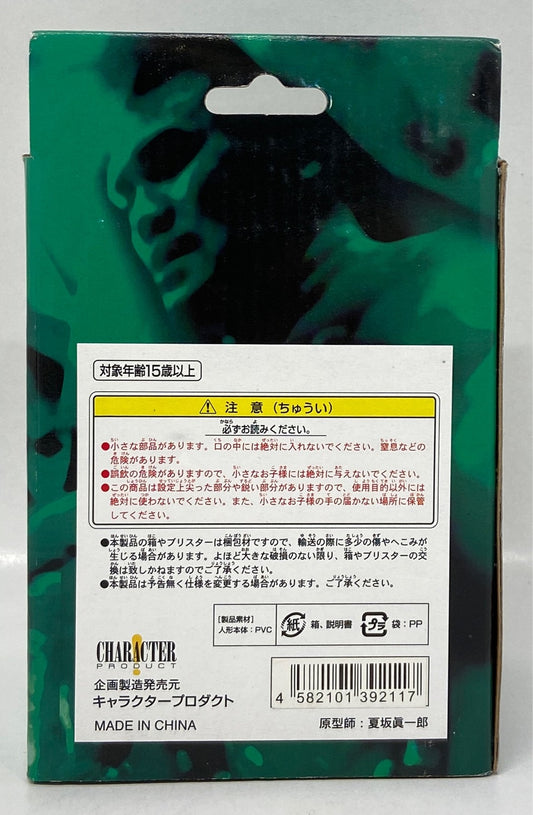 対象年齢15歳以上
⚠ 注 意 (ちゅうい)
必ずお読みください。
●小さな部品があります。口の中には絶対に入れないでください。窒息などの
危険があります。
●誤飲の危険がありますので、小さなお子様には絶対に与えないでください。
●この商品は設定上尖った部分や鋭い部分がありますので、使用目的以外には
絶対に使わないでください。また、小さなお子様の手の届かない場所に保管
してください。
●本製品の箱やブリスターは梱包材ですので、輸送の際に多少の傷やへこみが
生じる場合があります。よほど大きな破損のない限り、箱やブリスターの交
換は致しかねますのでご了承ください。
●本製品は予告無く仕様を変更する場合があります。ご了承ください。
[製品素材]
人形本体：PVC
紙 箱、説明書
プラ 袋：PP
CHARACTER
PRODUCT
企画製造発売元
キャラクタープロダクト
MADE IN CHINA
4 582101 392117
原型師：夏坂眞一郎